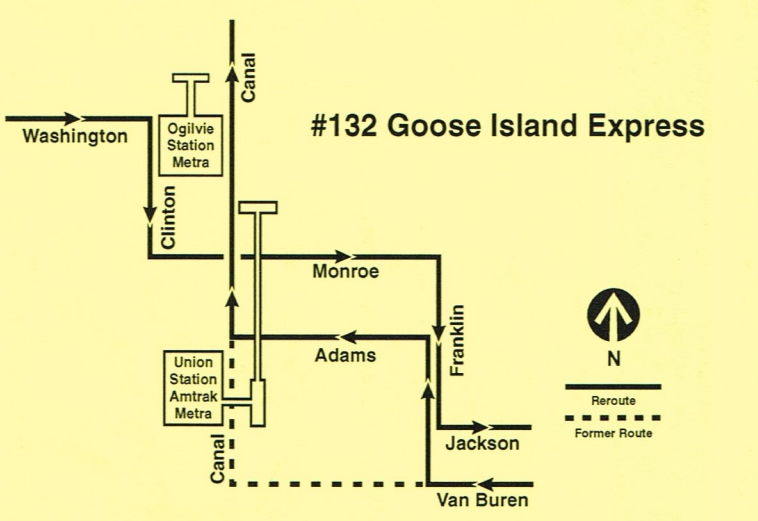 Canal
#132 Goose Island Express
Washington
Ogilvie
Station
Metra
Clinton
Monroe
Franklin
Adams
Union
Station
Amtrak
Metra
Canal
Jackson
Van Buren
N
Reroute
Former Route